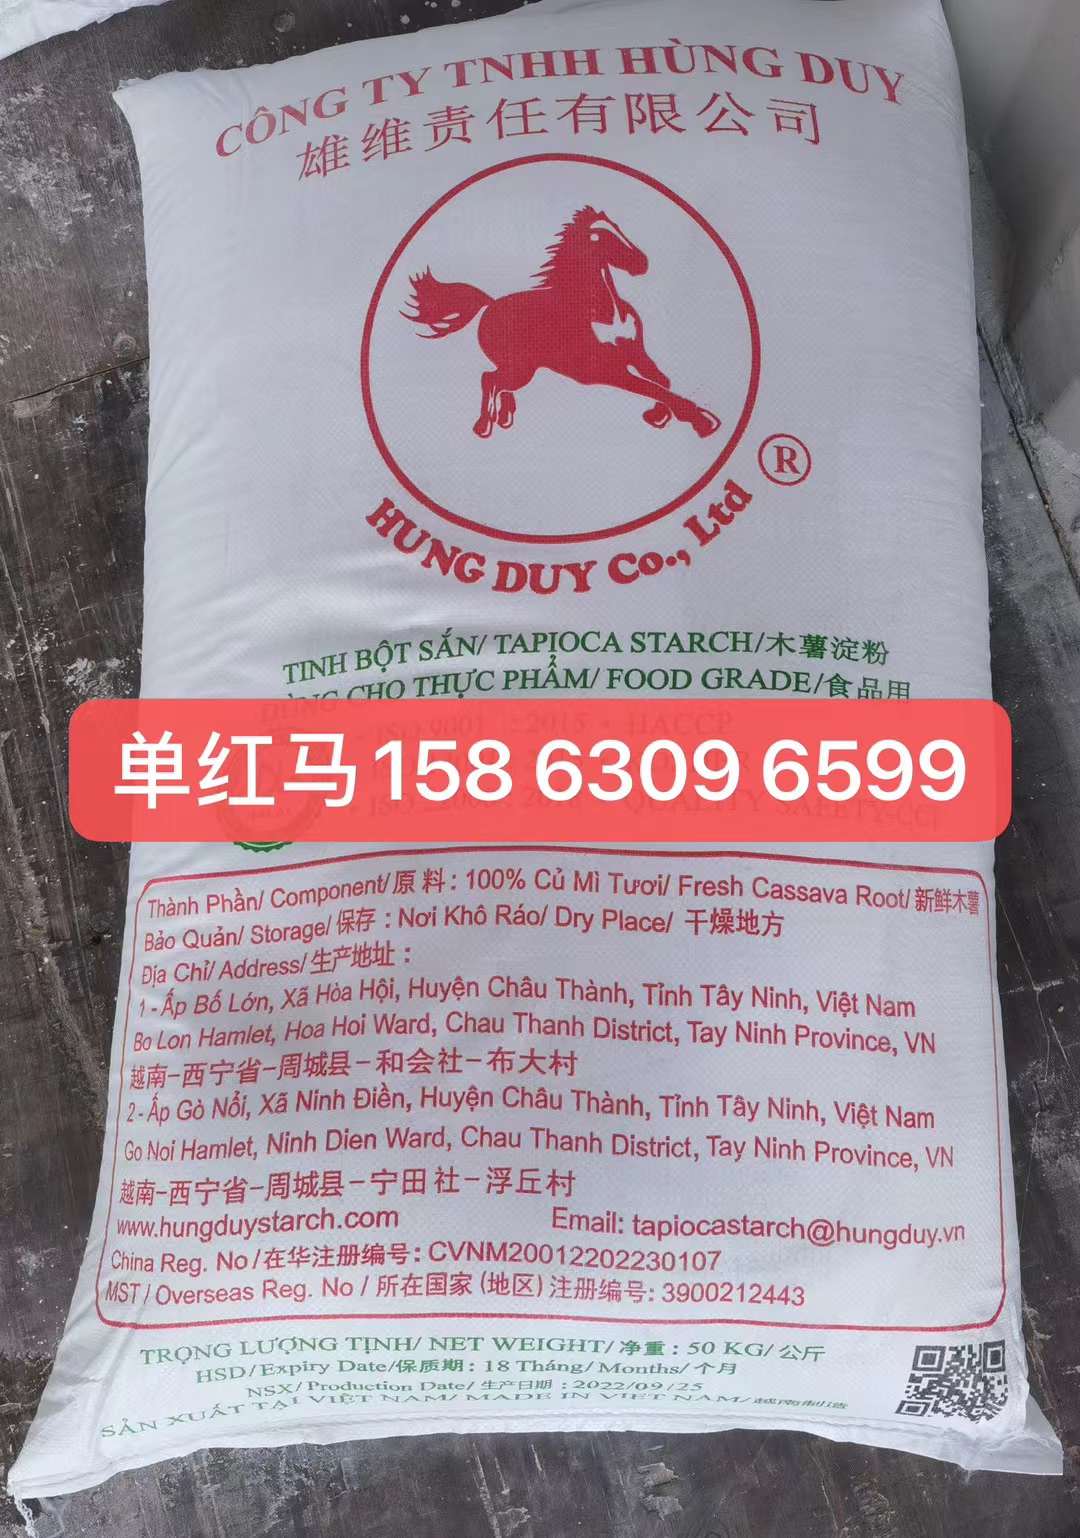 CÔNG TY TNHH HÙNG DUY
雄维责任有限公司
®
HUNG DUY Co., Ltd
TINH BỘT SẮN/ TAPIOCA STARCH/木薯淀粉
DÙNG CHO THỰC PHẨM/ FOOD GRADE/食品用
ISO 9001 : 2015 • HACCP
单红马158 6309 6599
QUALITY SAFETY-CCI
Thành Phần/ Component/原料: 100% Củ Mì Tươi/ Fresh Cassava Root/ 新鲜木薯
Bảo Quản/ Storage/保存: Nơi Khô Ráo/ Dry Place/ 干燥地方
Địa Chỉ/ Address/生产地址:
1-Ấp Bố Lớn, Xã Hòa Hội, Huyện Châu Thành, Tỉnh Tây Ninh, Việt Nam
Bo Lon Hamlet, Hoa Hoi Ward, Chau Thanh District, Tay Ninh Province, VN
越南-西宁省-周城县-和会社-布大村
2-Ấp Gò Nổi, Xã Ninh Điền, Huyện Châu Thành, Tỉnh Tây Ninh, Việt Nam
Go Noi Hamlet, Ninh Dien Ward, Chau Thanh District, Tay Ninh Province, VN
越南-西宁省-周城县-宁田社-浮丘村
www.hungduystarch.com Email: tapiocastarch@hungduy.vn
China Reg. No/在华注册编号: CVNM20012202230107
MST/Overseas Reg. No/所在国家(地区)注册编号: 3900212443
TRỌNG LƯỢNG TỊNH/ NET WEIGHT/净重: 50 KG/公斤
HSD/Expiry Date/保质期: 18 Tháng/ Months/个月
NSX/Production Date/生产日期: 2022/09/25
SẢN XUẤT TẠI VIỆT NAM/ MADE IN VIET NAM/越南制造